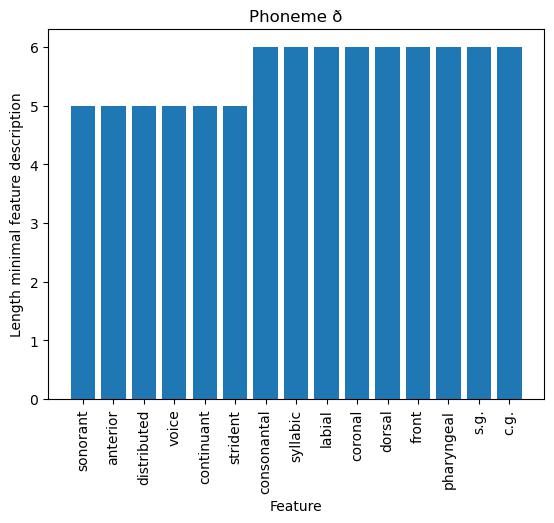 Phoneme ð
Length minimal feature description
6
5
4
3
2
1
0
sonorant
anterior
distributed
voice
continuant
strident
consonantal
syllabic
labial
coronal
dorsal
front
pharyngeal
s.g.
c.g.
Feature